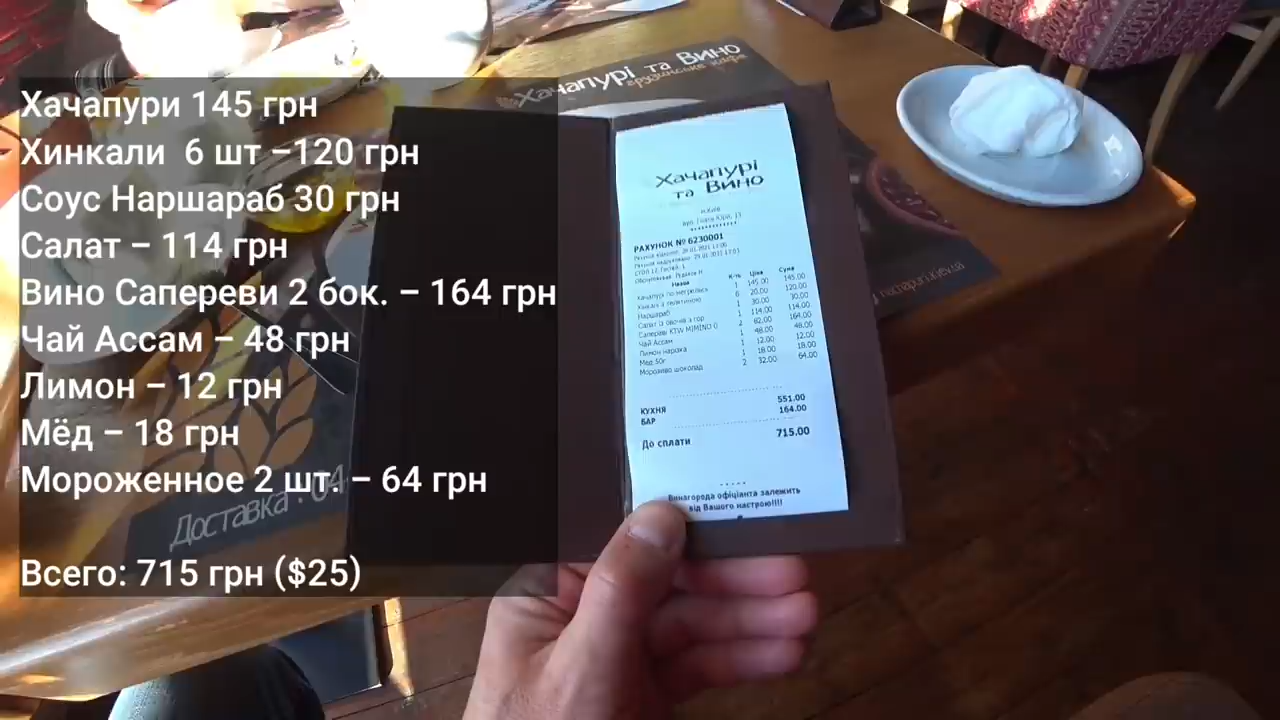 Хачапури 145 грн
Хинкали 6 шт –120 грн
Соус Наршараб 30 грн
Салат – 114 грн
Вино Сапереви 2 бок. – 164 грн
Чай Ассам – 48 грн
Лимон – 12 грн
Мёд – 18 грн
Мороженное 2 шт. – 64 грн
Всего: 715 грн ($25)
Хачапурі та Вино
грузинське кафе
Доставка
Хачапурі
та Вино
м.Київ
РАХУНОК № 6230001
Назва К-ть Ціна Сума
Хачапурі по-мегрельськ 1 145.00 145.00
Хінкалі з телятиною 6 20.00 120.00
Наршараб 1 30.00 30.00
Салат із овочів з гор 1 114.00 114.00
Сапераві KTW MIMINO () 2 82.00 164.00
Чай Ассам 1 48.00 48.00
Лимон нарізка 1 12.00 12.00
Мед 50г 1 18.00 18.00
Морозиво шоколад 2 32.00 64.00
КУХНЯ 551.00
БАР 164.00
До сплати 715.00
Винагорода офіціанта залежить
від Вашого настрою!!!!